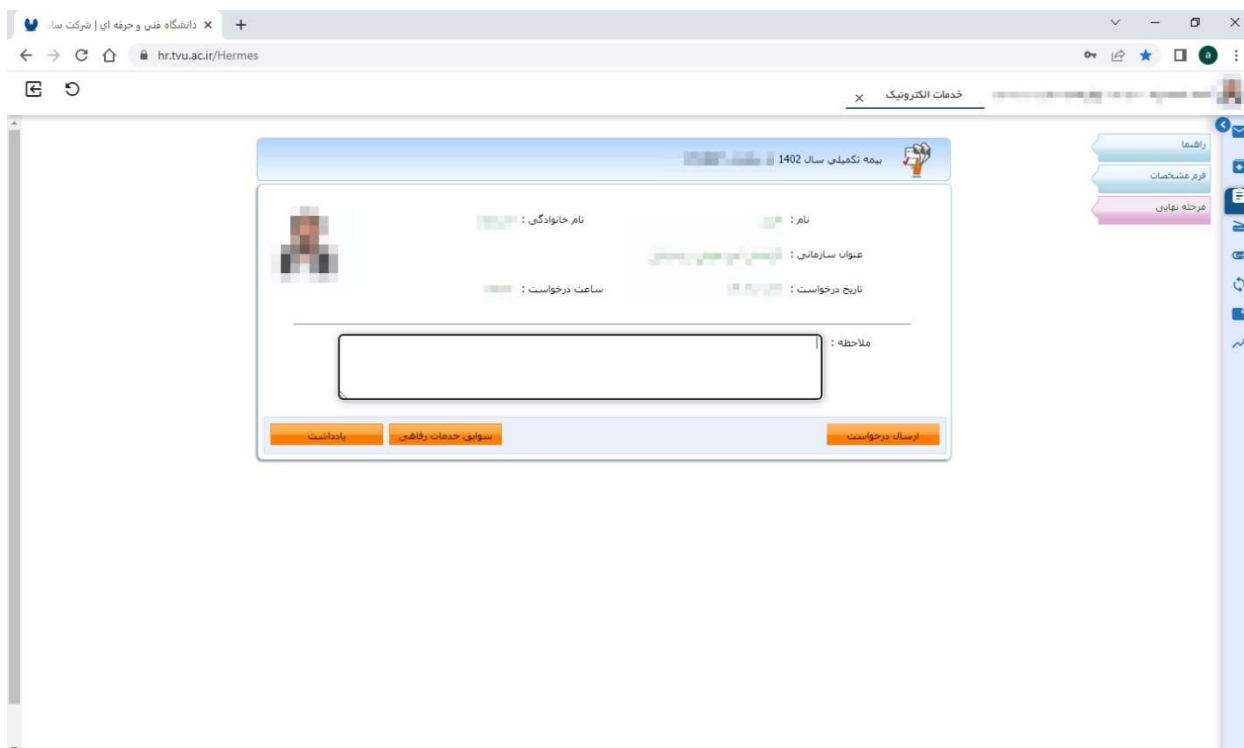 دانشگاه فني و حرفه اي | شرکت سا
hr.tvu.ac.ir/Hermes
a
خدمات الکترونیک
راهنما
فرم مشخصات
مرحله نهایی
بیمه تکمیلی سال 1402
نام :
نام خانوادگی :
عنوان سازمانی :
تاریخ درخواست :
ساعت درخواست :
ملاحظه :
ارسال درخواست
سوابق خدمات رفاهی
یادداشت